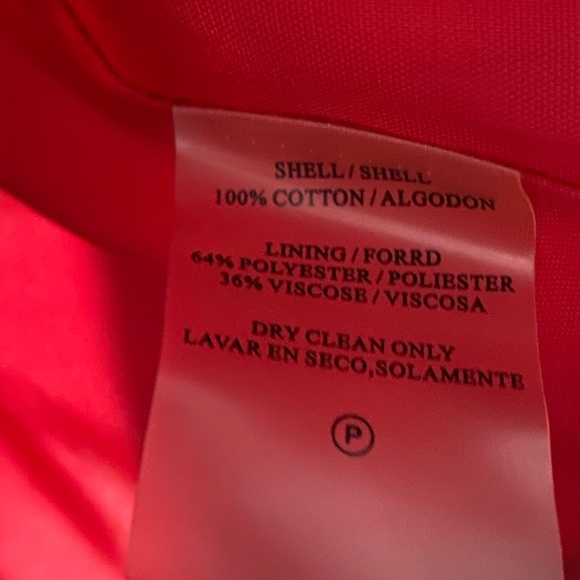 SHELL / SHELL
100% COTTON / ALGODON
LINING / FORRD
64% POLYESTER / POLIESTER
36% VISCOSE / VISCOSA
DRY CLEAN ONLY
LAVAR EN SECO,SOLAMENTE
P